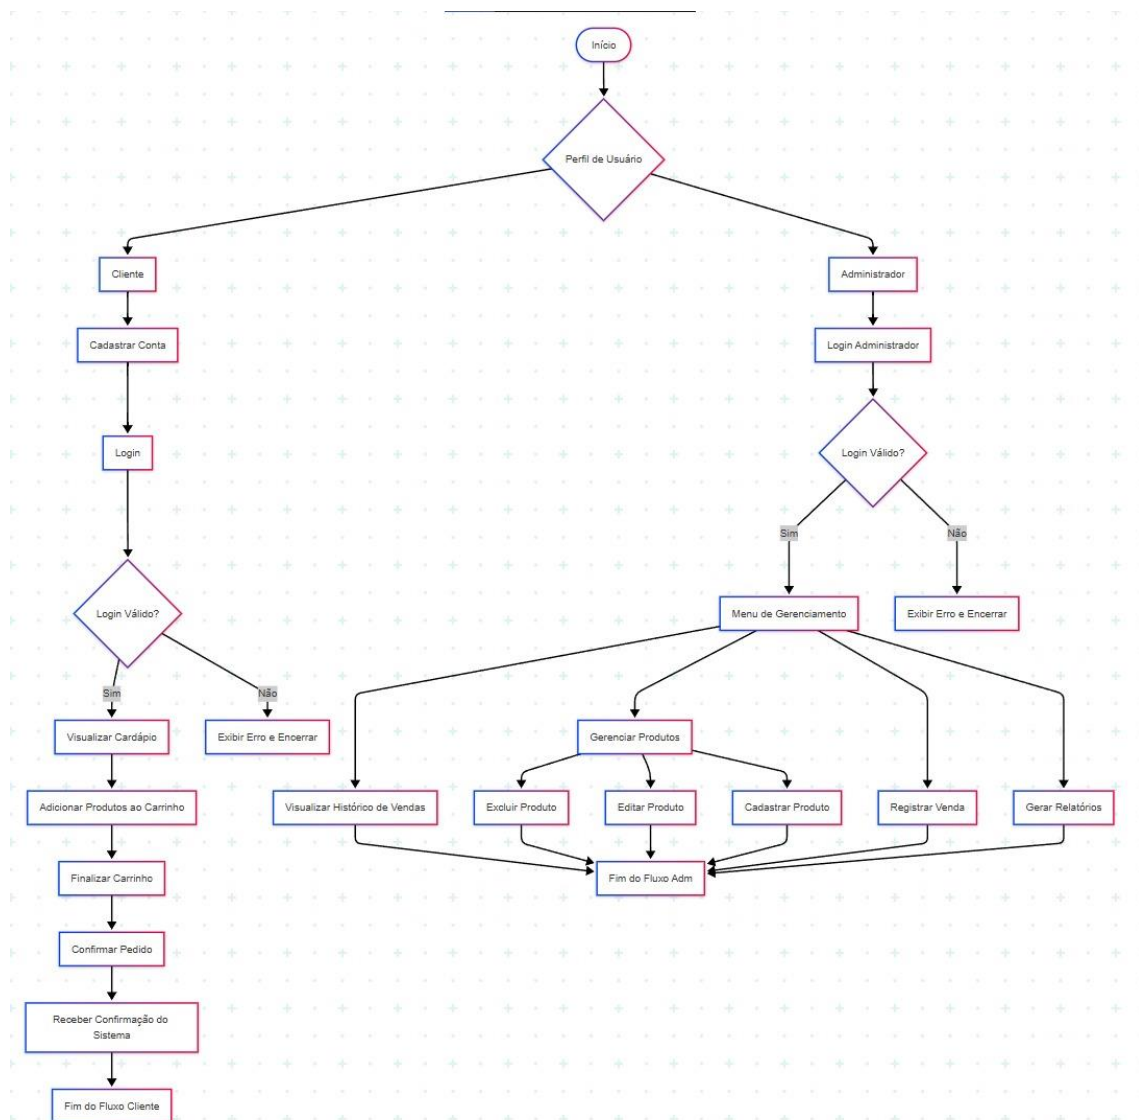 Início
Perfil de Usuário
Cliente
Administrador
Cadastrar Conta
Login Administrador
Login
Login Válido?
Sim
Não
Login Válido?
Menu de Gerenciamento
Exibir Erro e Encerrar
Sim
Não
Visualizar Cardápio
Exibir Erro e Encerrar
Gerenciar Produtos
Adicionar Produtos ao Carrinho
Visualizar Histórico de Vendas
Excluir Produto
Editar Produto
Cadastrar Produto
Registrar Venda
Gerar Relatórios
Finalizar Carrinho
Fim do Fluxo Adm
Confirmar Pedido
Receber Confirmação do
Sistema
Fim do Fluxo Cliente